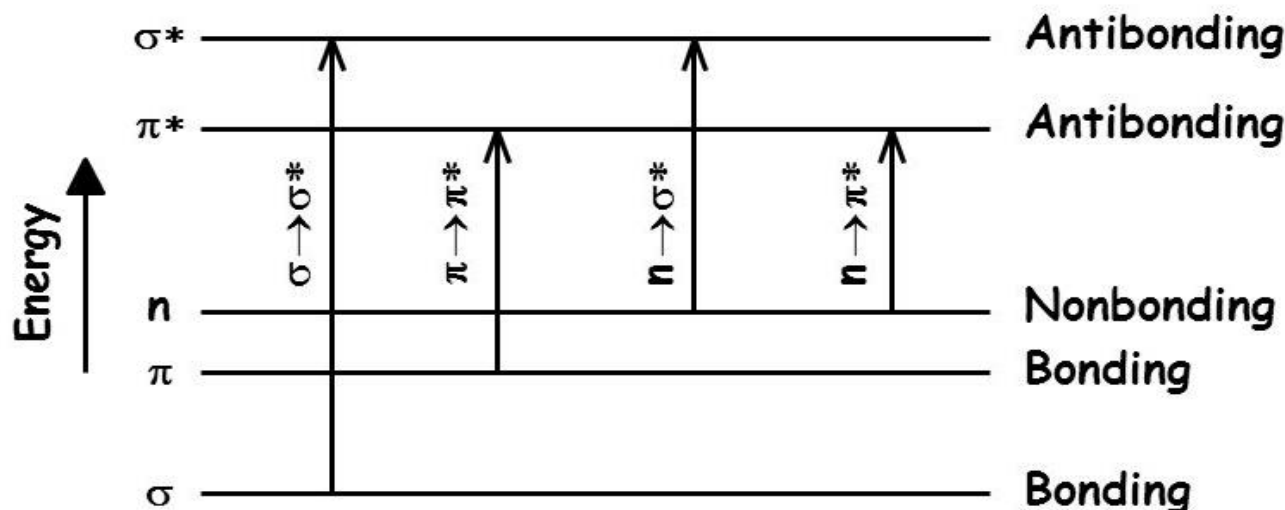 σ* Antibonding
π* Antibonding
Energy
σ→σ*
π→π*
n→σ*
n→π*
n Nonbonding
π Bonding
σ Bonding